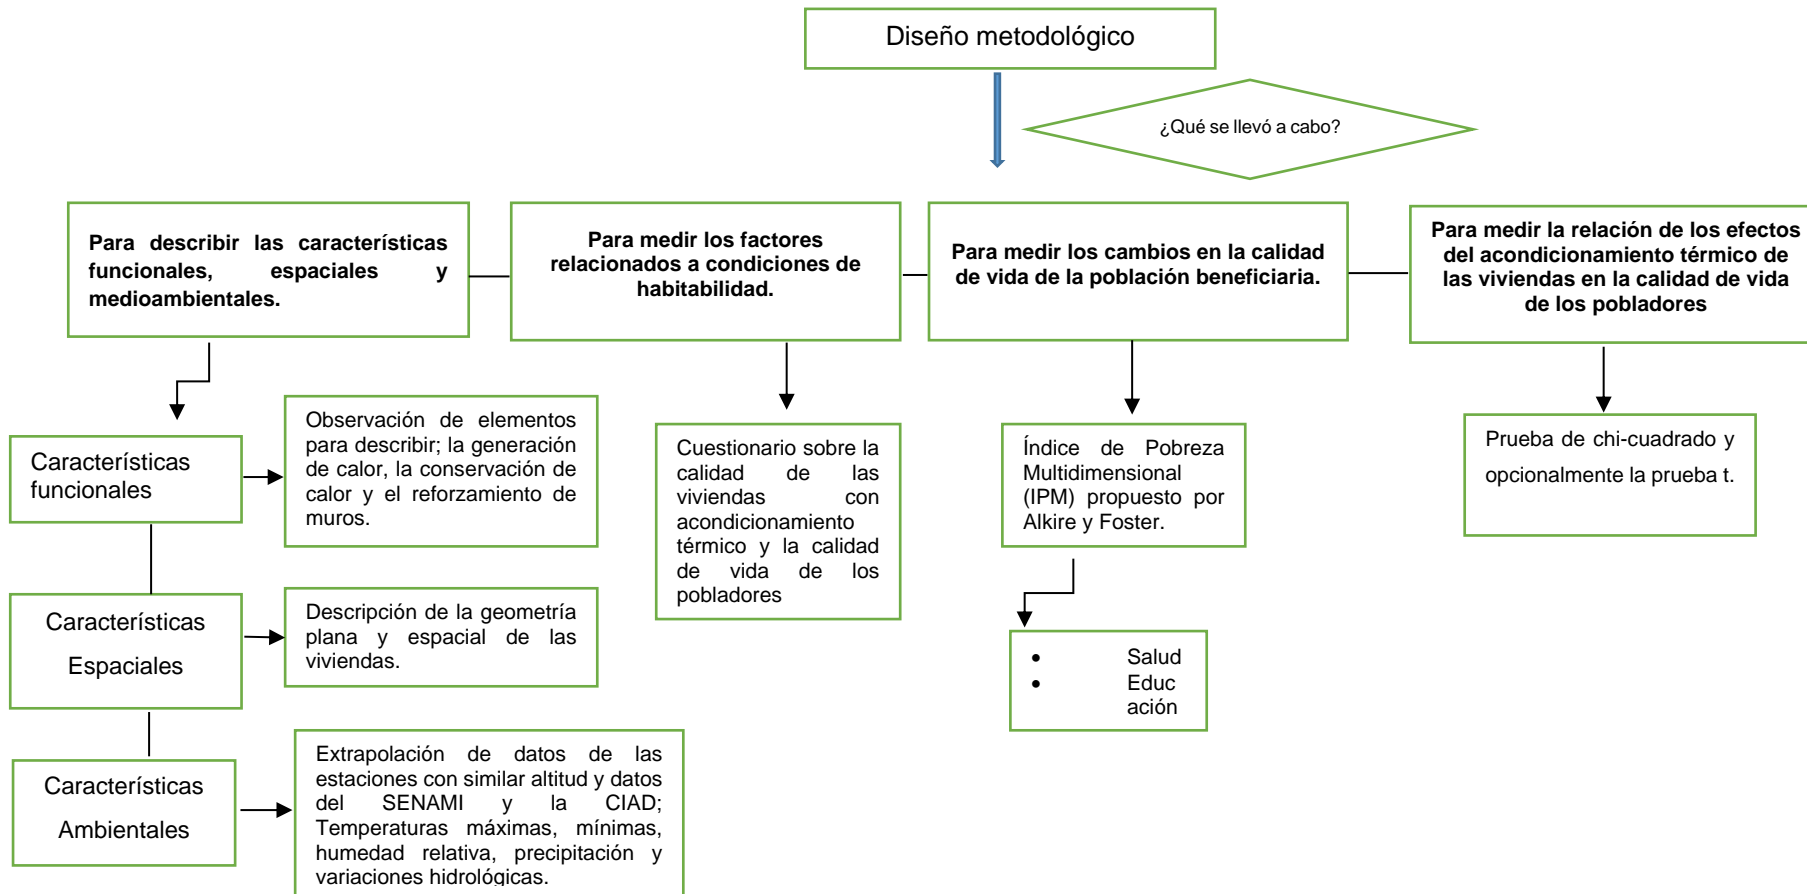 Diseño metodológico
¿Qué se llevó a cabo?
Para describir las características
funcionales, espaciales y
medioambientales.
Para medir los factores
relacionados a condiciones de
habitabilidad.
Para medir los cambios en la calidad
de vida de la población beneficiaria.
Para medir la relación de los efectos
del acondicionamiento térmico de
las viviendas en la calidad de vida
de los pobladores
Características
funcionales
Observación de elementos
para describir; la generación
de calor, la conservación de
calor y el reforzamiento de
muros.
Características
Espaciales
Descripción de la geometría
plana y espacial de las
viviendas.
Características
Ambientales
Extrapolación de datos de las
estaciones con similar altitud y datos
del SENAMI y la CIAD;
Temperaturas máximas, mínimas,
humedad relativa, precipitación y
variaciones hidrológicas.
Cuestionario sobre la
calidad de las
viviendas con
acondicionamiento
térmico y la calidad
de vida de los
pobladores
Índice de Pobreza
Multidimensional
(IPM) propuesto por
Alkire y Foster.
• Salud
• Educ
ación
Prueba de chi-cuadrado y
opcionalmente la prueba t.